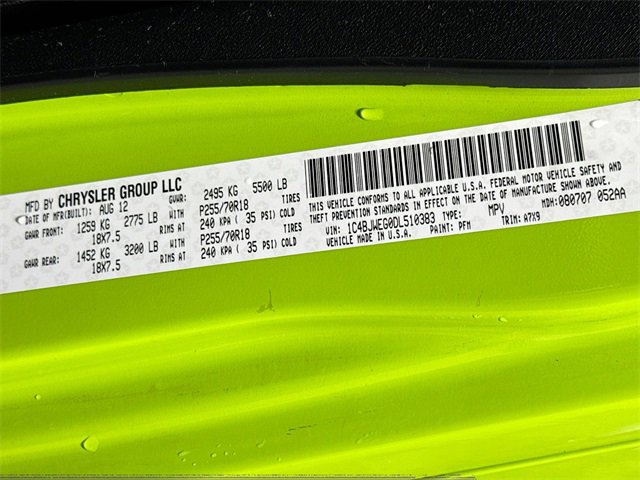 MFD BY CHRYSLER GROUP LLC
DATE OF MFR(BUILT): AUG 12 GVWR: 2495 KG 5500 LB
GAWR FRONT: 1259 KG 2775 LB WITH P255/70R18 TIRES
18X7.5 RIMS AT 240 KPA ( 35 PSI) COLD
GAWR REAR: 1452 KG 3200 LB WITH P255/70R18 TIRES
18X7.5 RIMS AT 240 KPA ( 35 PSI) COLD
THIS VEHICLE CONFORMS TO ALL APPLICABLE U.S.A. FEDERAL MOTOR VEHICLE SAFETY AND
THEFT PREVENTION STANDARDS IN EFFECT ON THE DATE OF MANUFACTURE SHOWN ABOVE.
VIN: 1C4BJWEG0DL510383 TYPE: MPV MDH:080707 052AA
VEHICLE MADE IN U.S.A. PAINT: PFM TRIM: A7X9